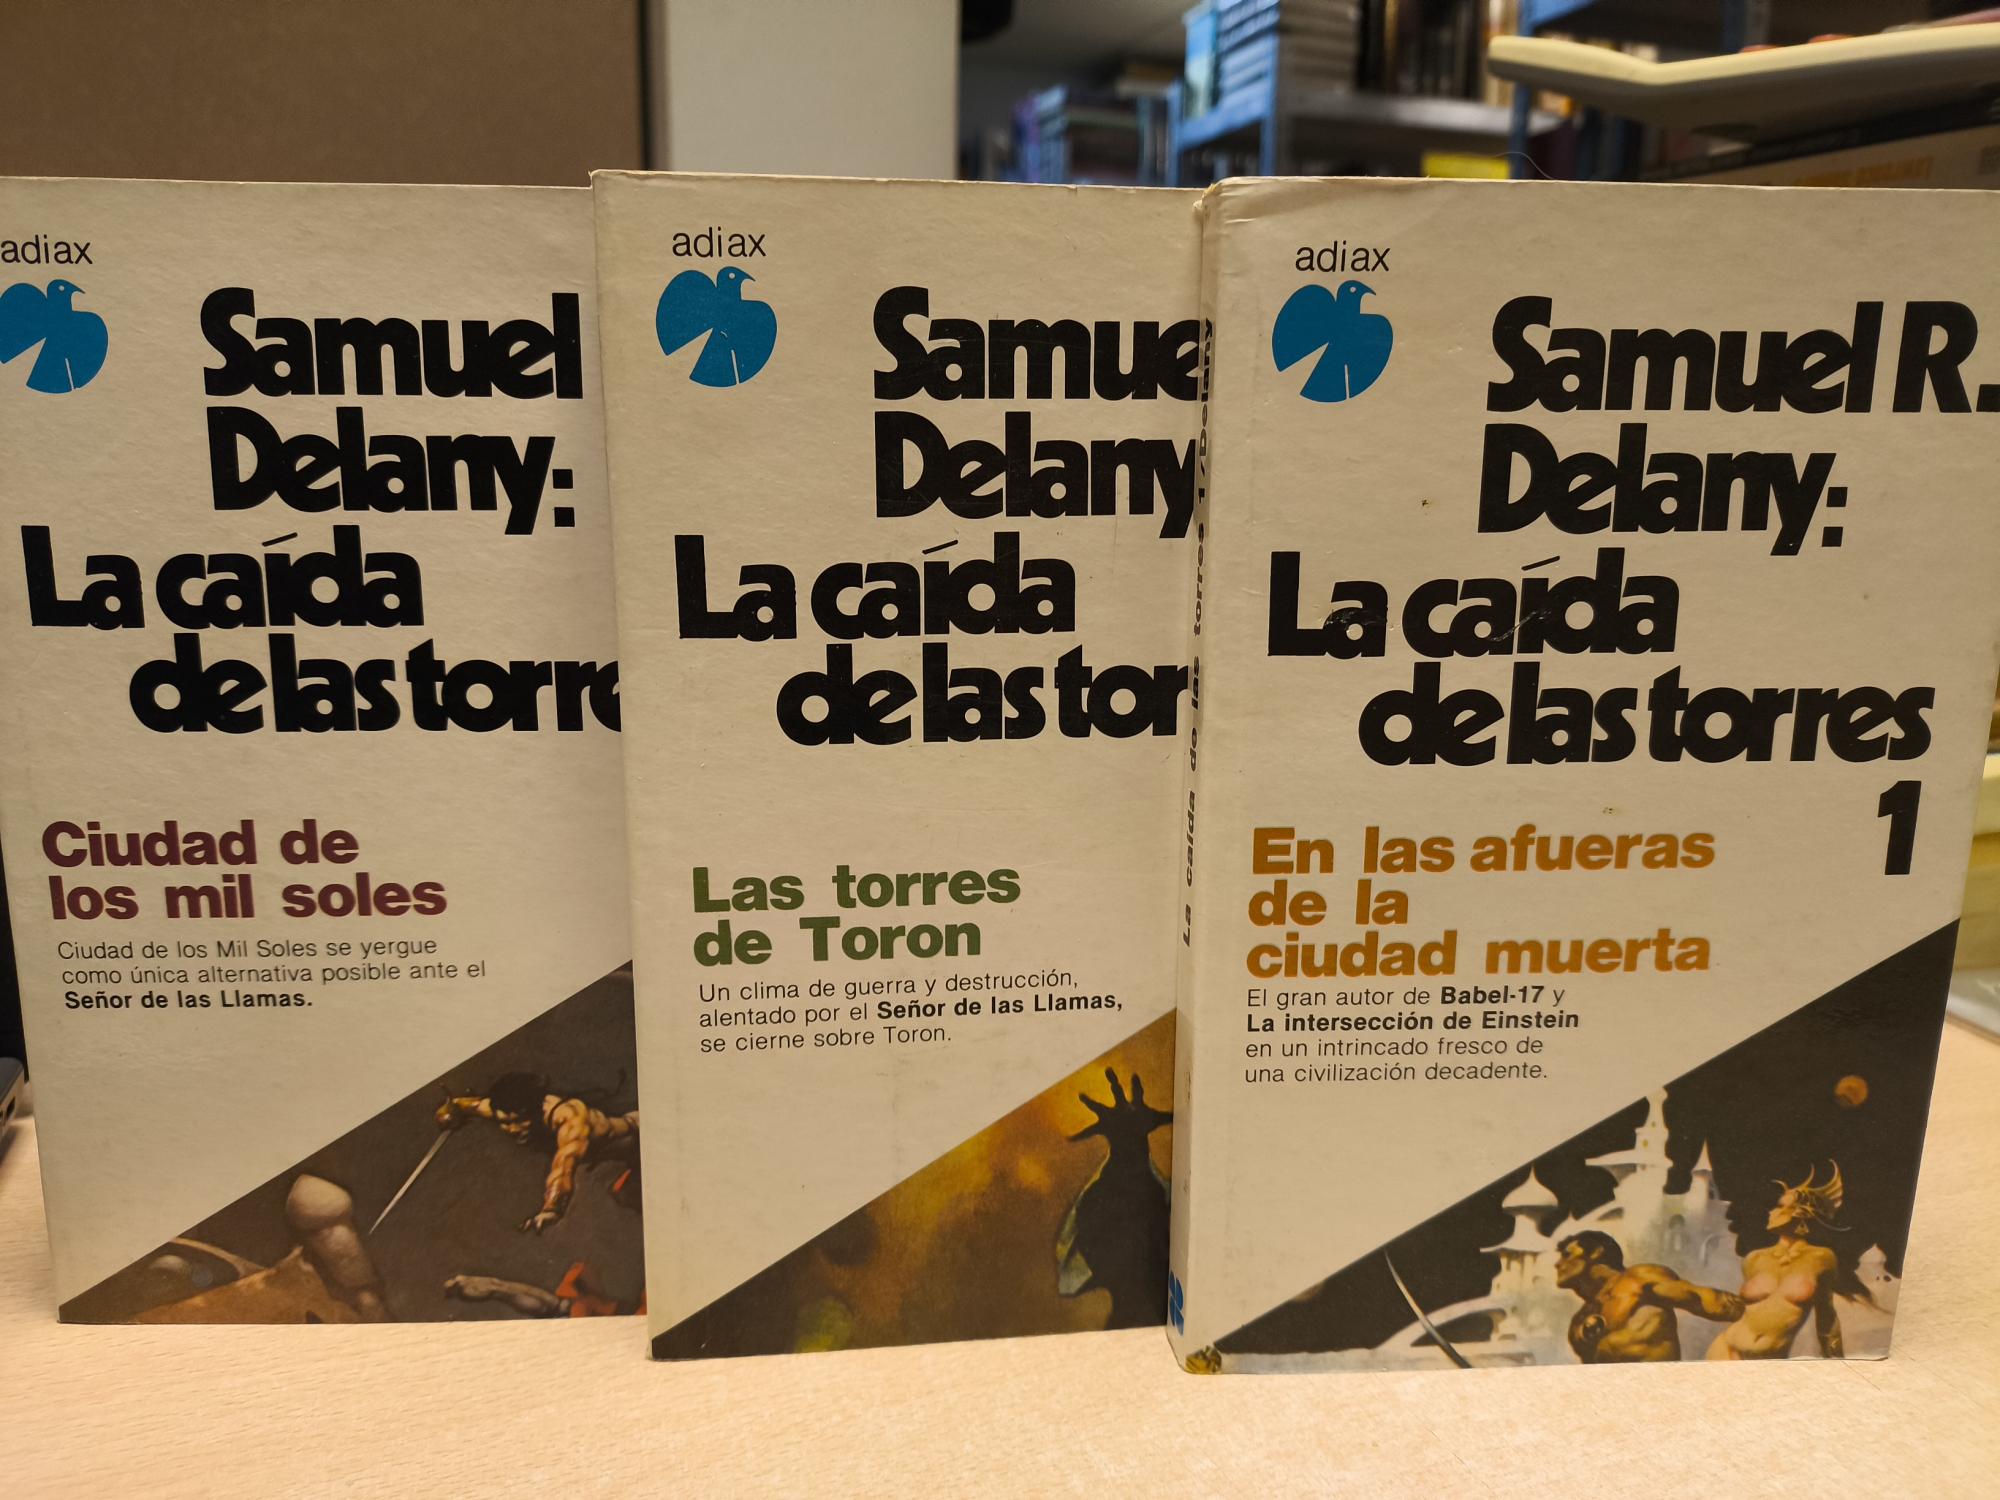 adiax
Samuel
Delany:
La caída
de las torre
Ciudad de
los mil soles
Ciudad de los Mil Soles se yergue
como única alternativa posible ante el
Señor de las Llamas.
adiax
Samue
Delany
La caída
de las tor
Las torres
de Toron
Un clima de guerra y destrucción,
alentado por el Señor de las Llamas,
se cierne sobre Toron.
La caída de las torres 1/Delany
adiax
Samuel R.
Delany:
La caída
de las torres
1
En las afueras
de la
ciudad muerta
El gran autor de Babel-17 y
La intersección de Einstein
en un intrincado fresco de
una civilización decadente.